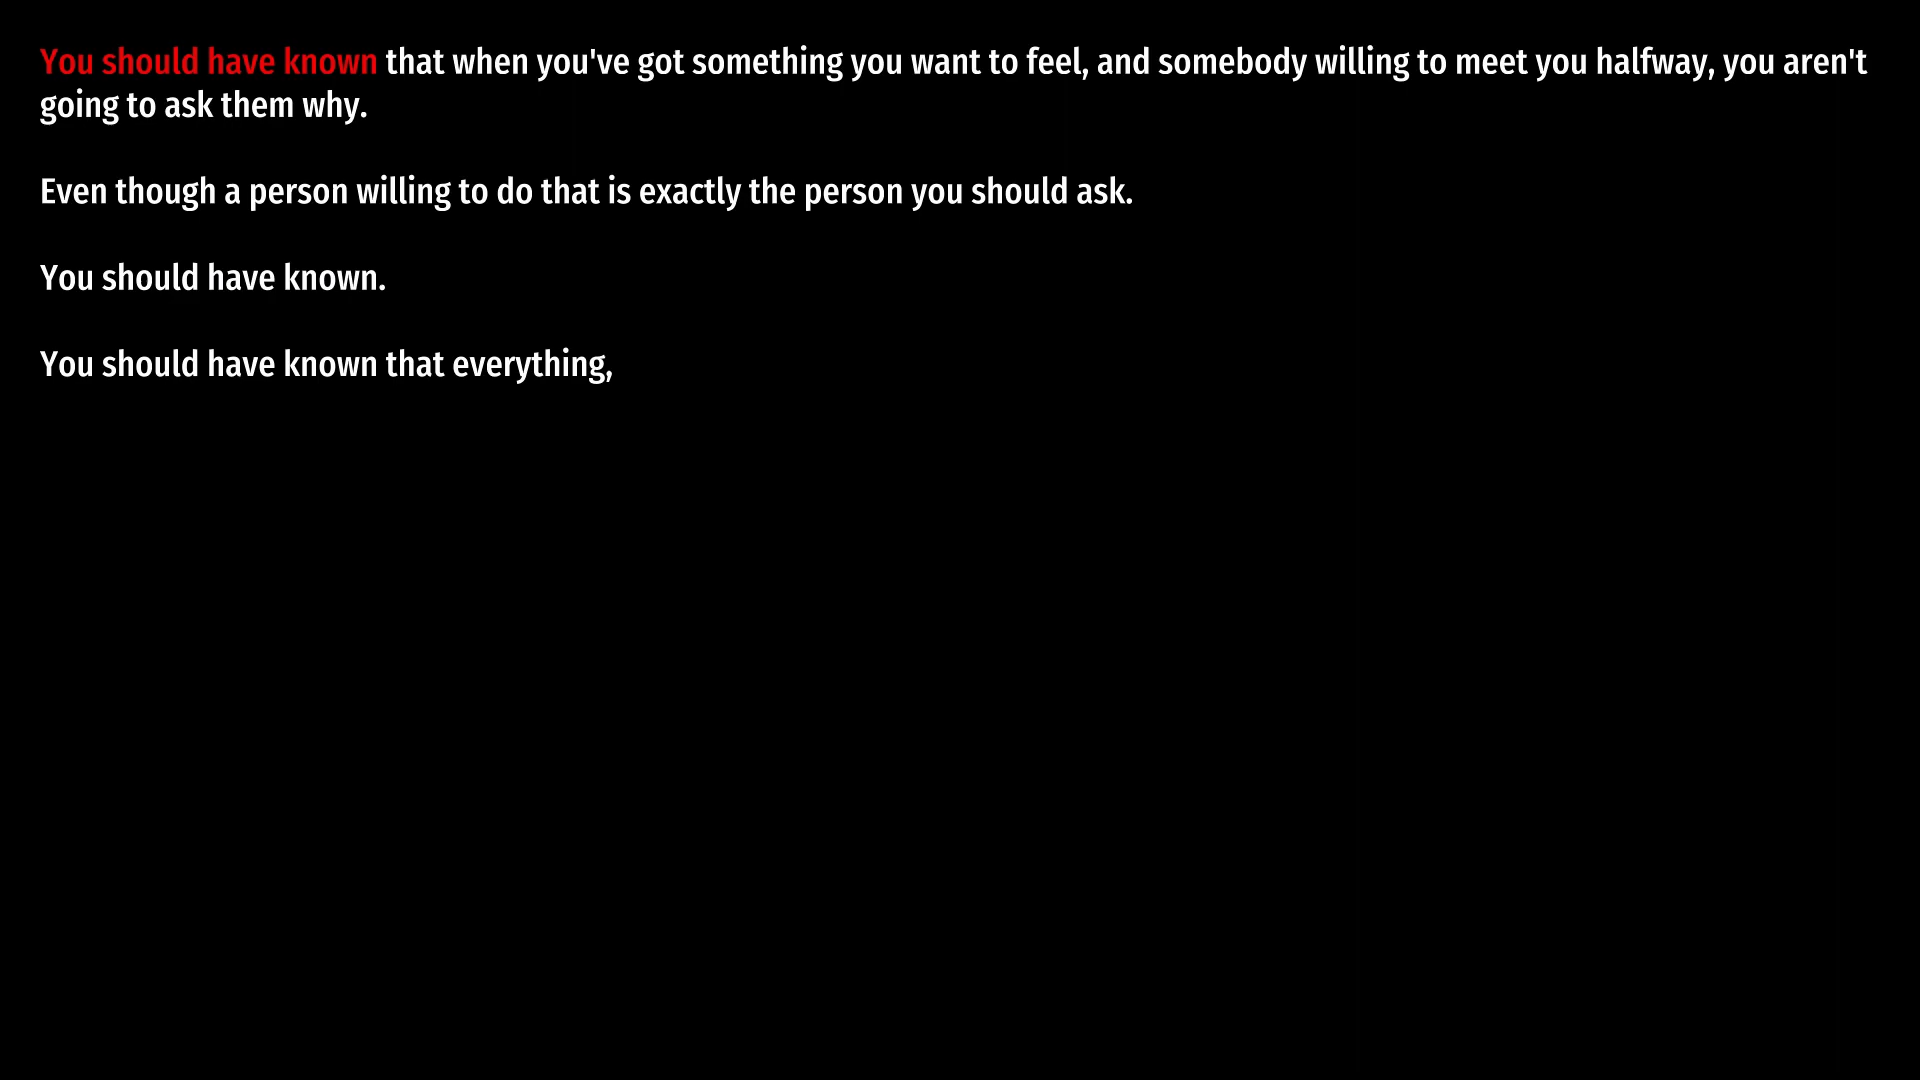 You should have known that when you've got something you want to feel, and somebody willing to meet you halfway, you aren't
going to ask them why.
Even though a person willing to do that is exactly the person you should ask.
You should have known.
You should have known that everything,